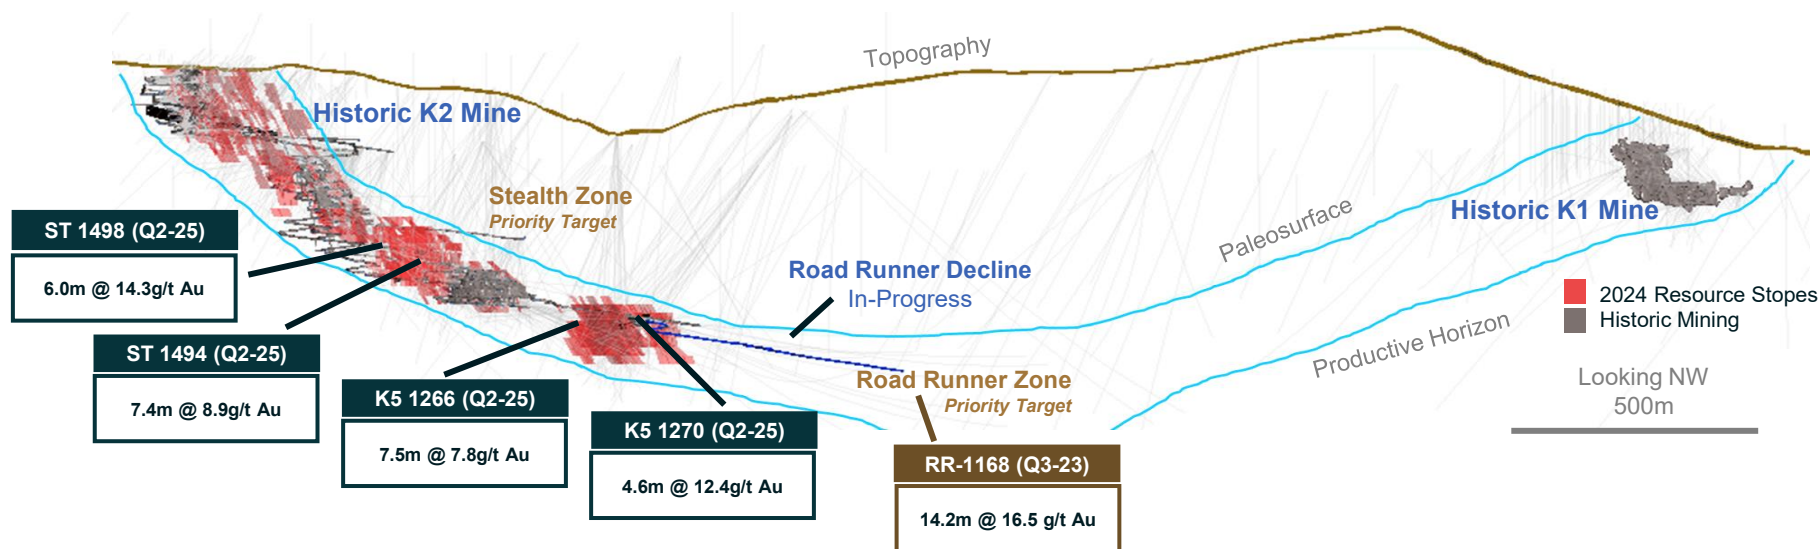 Topography
Historic K2 Mine
Stealth Zone
Priority Target
Paleosurface
Historic K1 Mine
ST 1498 (Q2-25)
6.0m @ 14.3g/t Au
Road Runner Decline
In-Progress
2024 Resource Stopes
Historic Mining
Productive Horizon
ST 1494 (Q2-25)
7.4m @ 8.9g/t Au
Road Runner Zone
Priority Target
Looking NW
500m
K5 1266 (Q2-25)
7.5m @ 7.8g/t Au
K5 1270 (Q2-25)
4.6m @ 12.4g/t Au
RR-1168 (Q3-23)
14.2m @ 16.5 g/t Au